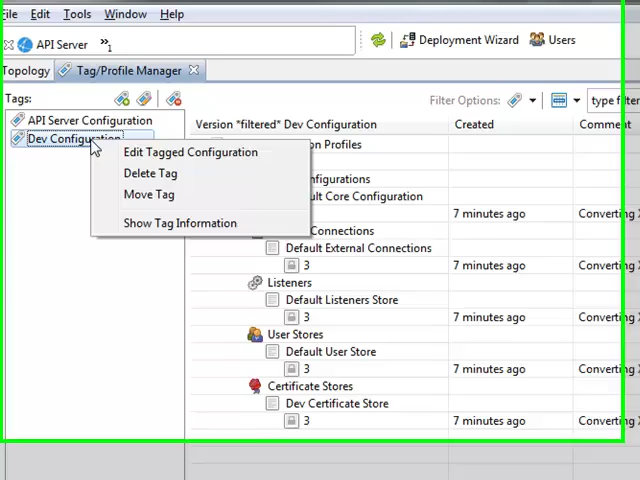 File Edit Tools Window Help
API Server » 1 Deployment Wizard Users
Topology Tag/Profile Manager
Tags: Filter Options: type filter
API Server Configuration Version *filtered* Dev Configuration Created Comment
Dev Configuration
Edit Tagged Configuration
Delete Tag
Move Tag
Show Tag Information
on Profiles
nfigurations
ult Core Configuration
7 minutes ago Converting X
Connections
Default External Connections
3 7 minutes ago Converting X
Listeners
Default Listeners Store
3 7 minutes ago Converting X
User Stores
Default User Store
3 7 minutes ago Converting X
Certificate Stores
Dev Certificate Store
3 7 minutes ago Converting X